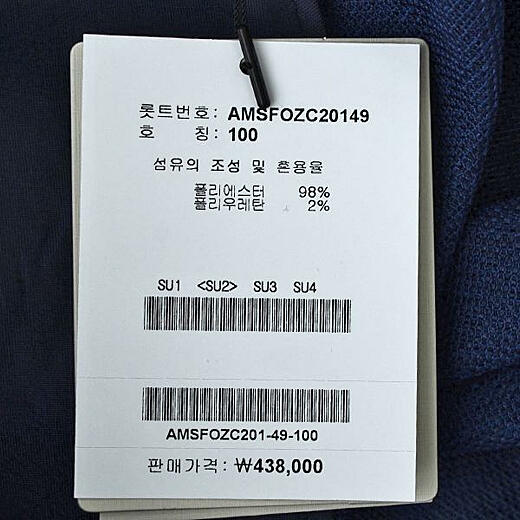 롯트번호: AMSFOZC20149
호 칭: 100
섬유의 조성 및 혼용율
폴리에스터 98%
폴리우레탄 2%
SU1 <SU2> SU3 SU4
AMSFOZC201-49-100
판매가격: ₩438,000